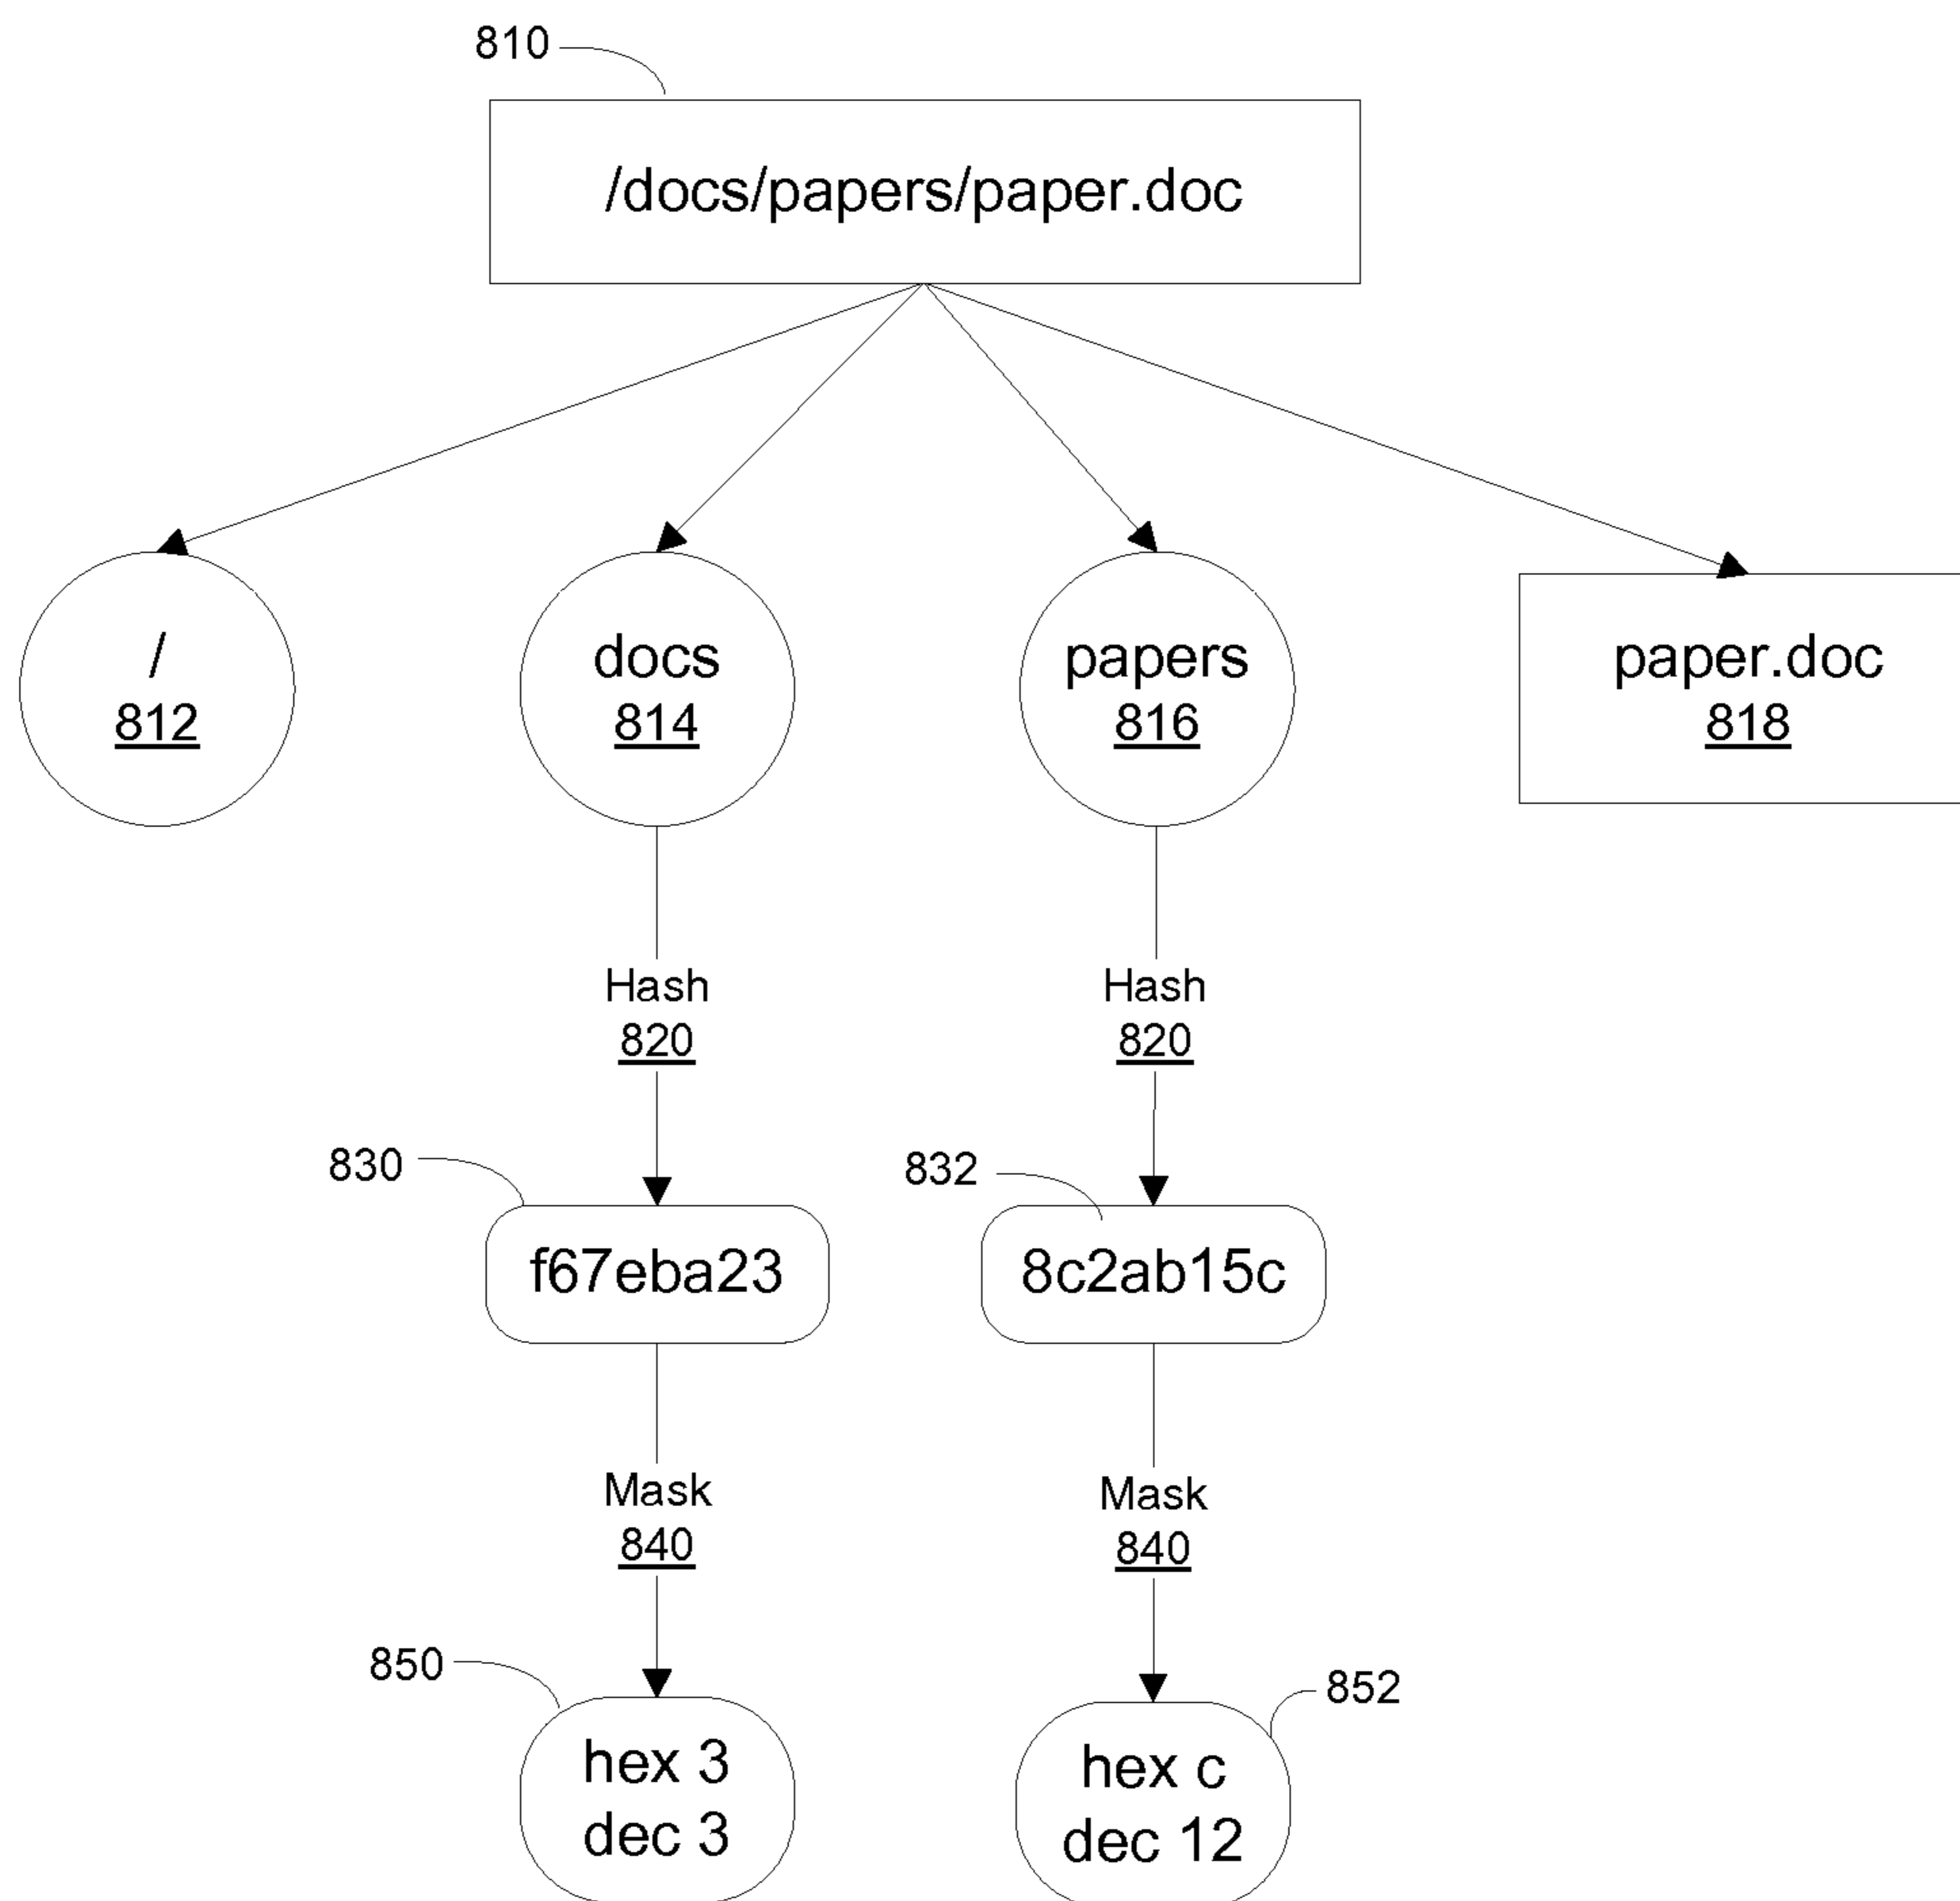 810
/docs/papers/paper.doc
/
812
docs
814
papers
816
paper.doc
818
Hash
820
Hash
820
830
832
f67eba23
8c2ab15c
Mask
840
Mask
840
850
852
hex 3
dec 3
hex c
dec 12